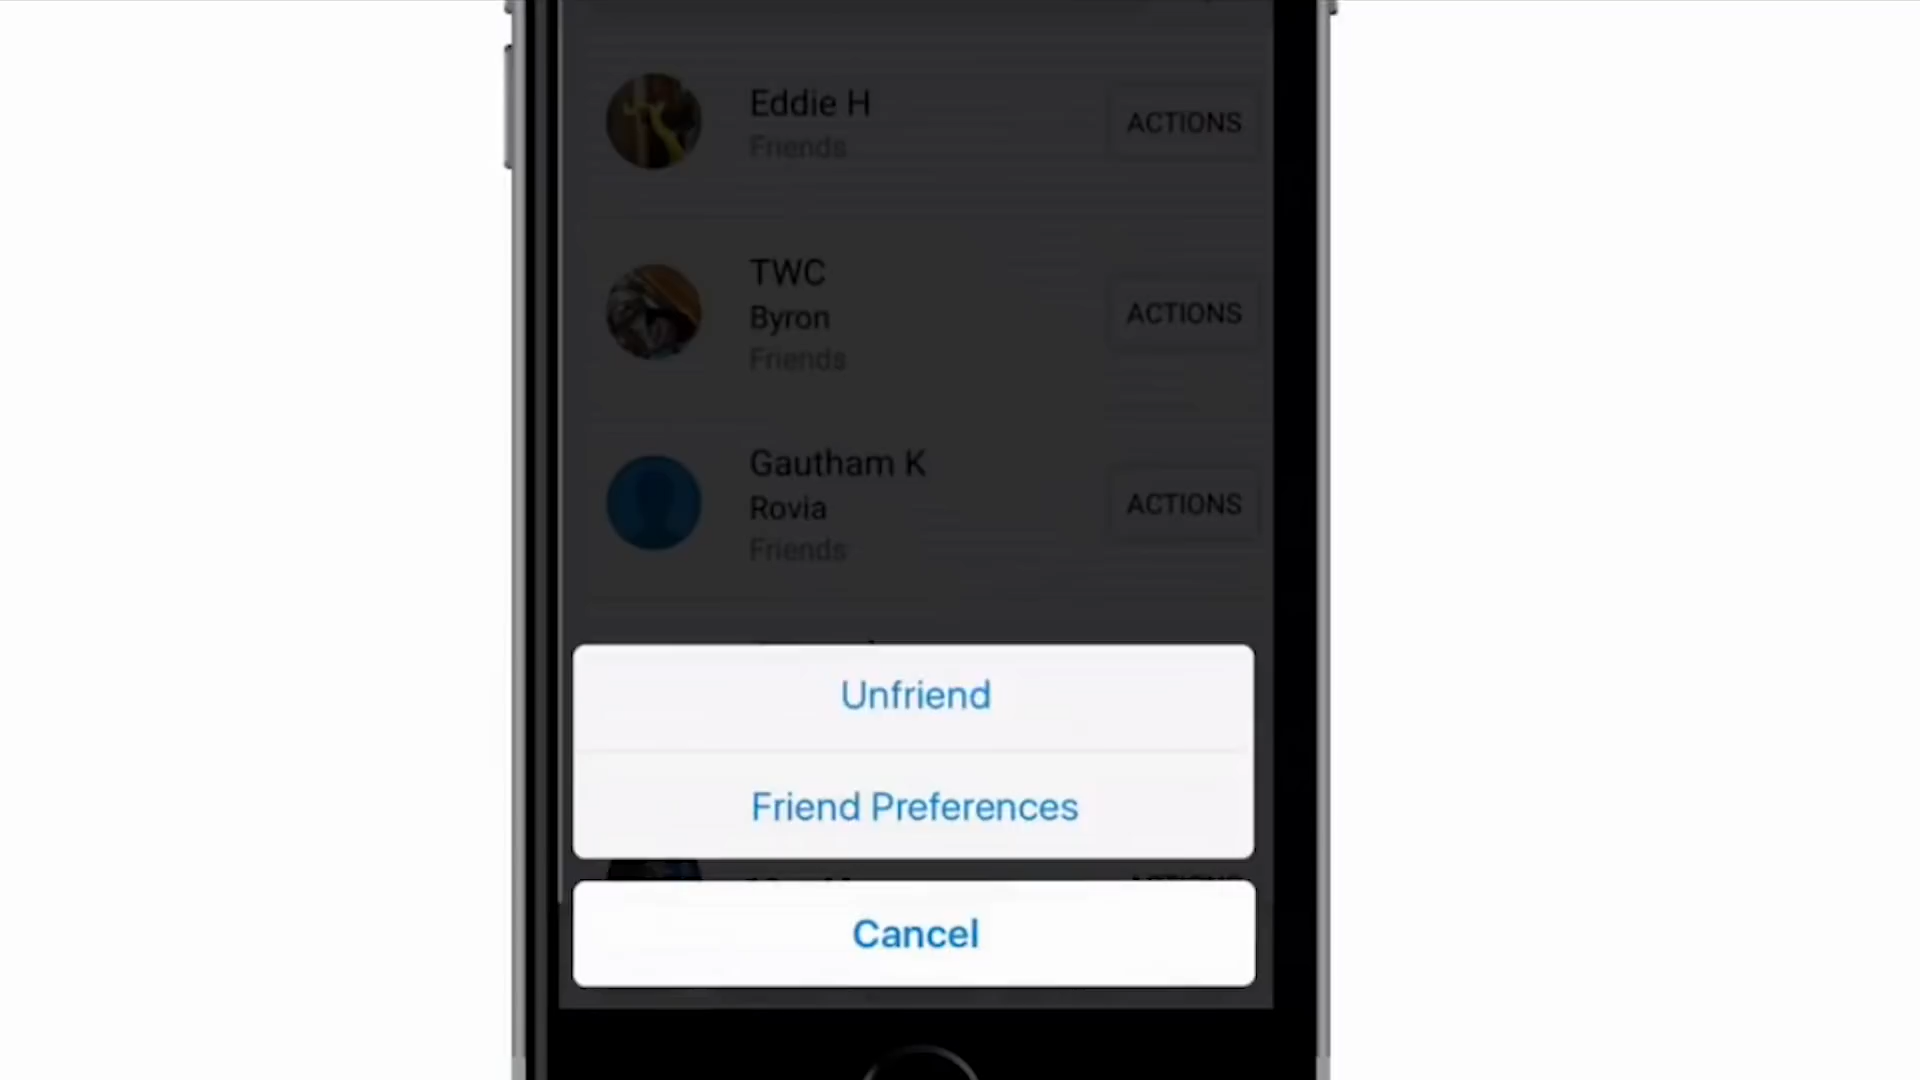 Eddie H
Friends
ACTIONS
TWC
Byron
Friends
ACTIONS
Gautham K
Rovia
Friends
ACTIONS
Unfriend
Friend Preferences
Cancel